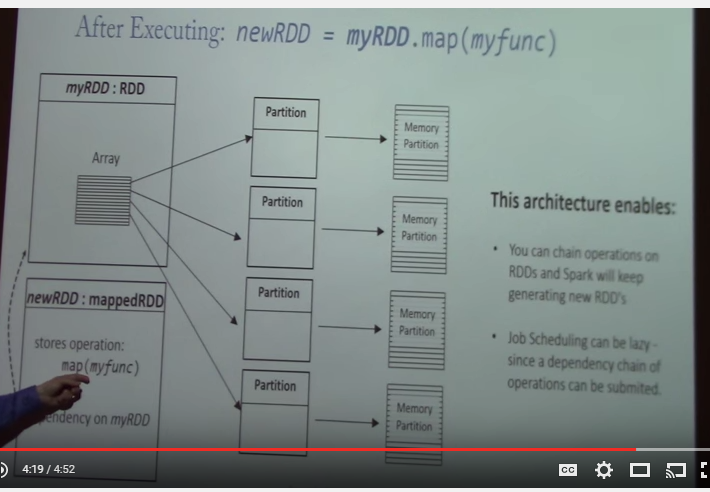 After Executing: newRDD = myRDD.map(myfunc)
myRDD : RDD
Array
Partition
Memory
Partition
Partition
Memory
Partition
Partition
Memory
Partition
Partition
Memory
Partition
newRDD : mappedRDD
stores operation:
map(myfunc)
on myRDD
This architecture enables:
• You can chain operations on
RDDs and Spark will keep
generating new RDD's
• Job Scheduling can be lazy -
since a dependency chain of
operations can be submited.
4:19 / 4:52
CC